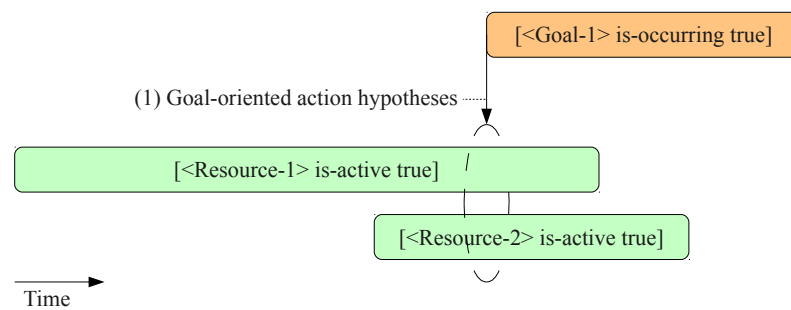 [<Goal-1> is-occurring true]
(1) Goal-oriented action hypotheses
[<Resource-1> is-active true]
[<Resource-2> is-active true]
Time